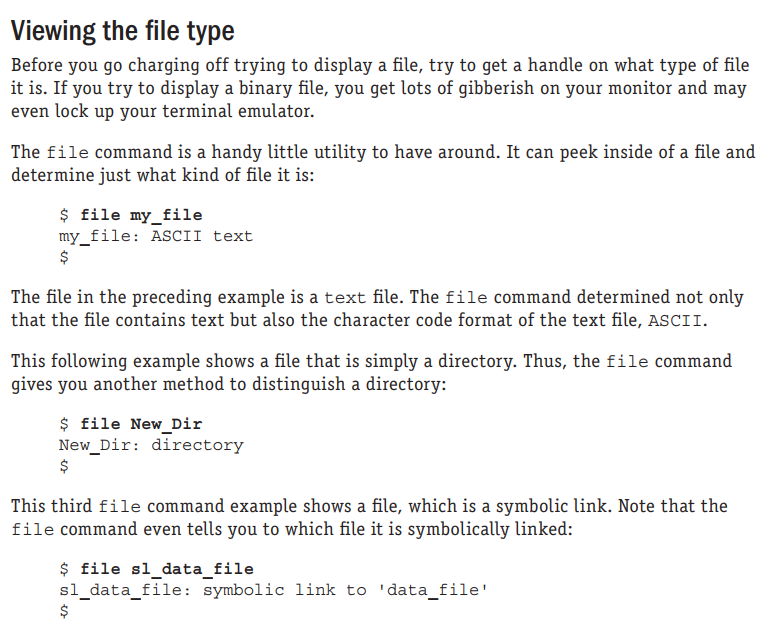 Viewing the file type
Before you go charging off trying to display a file, try to get a handle on what type of file
it is. If you try to display a binary file, you get lots of gibberish on your monitor and may
even lock up your terminal emulator.
The file command is a handy little utility to have around. It can peek inside of a file and
determine just what kind of file it is:
$ file my_file
my_file: ASCII text
$
The file in the preceding example is a text file. The file command determined not only
that the file contains text but also the character code format of the text file, ASCII.
This following example shows a file that is simply a directory. Thus, the file command
gives you another method to distinguish a directory:
$ file New_Dir
New_Dir: directory
$
This third file command example shows a file, which is a symbolic link. Note that the
file command even tells you to which file it is symbolically linked:
$ file sl_data_file
sl_data_file: symbolic link to 'data_file'
$